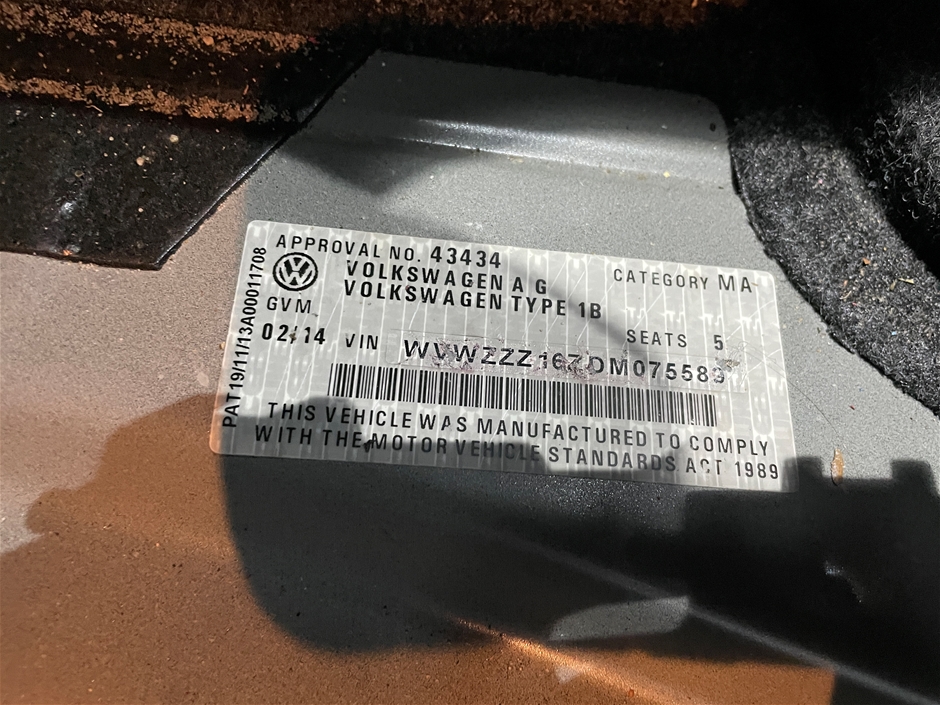 APPROVAL NO. 43434
VOLKSWAGEN A G
CATEGORY MA
VOLKSWAGEN TYPE 1B
GVM
SEATS 5
02/14 VIN WVWZZZ16ZDM075589
THIS VEHICLE WAS MANUFACTURED TO COMPLY
WITH THE MOTOR VEHICLE STANDARDS ACT 1989
PAT19/11/13A00011708